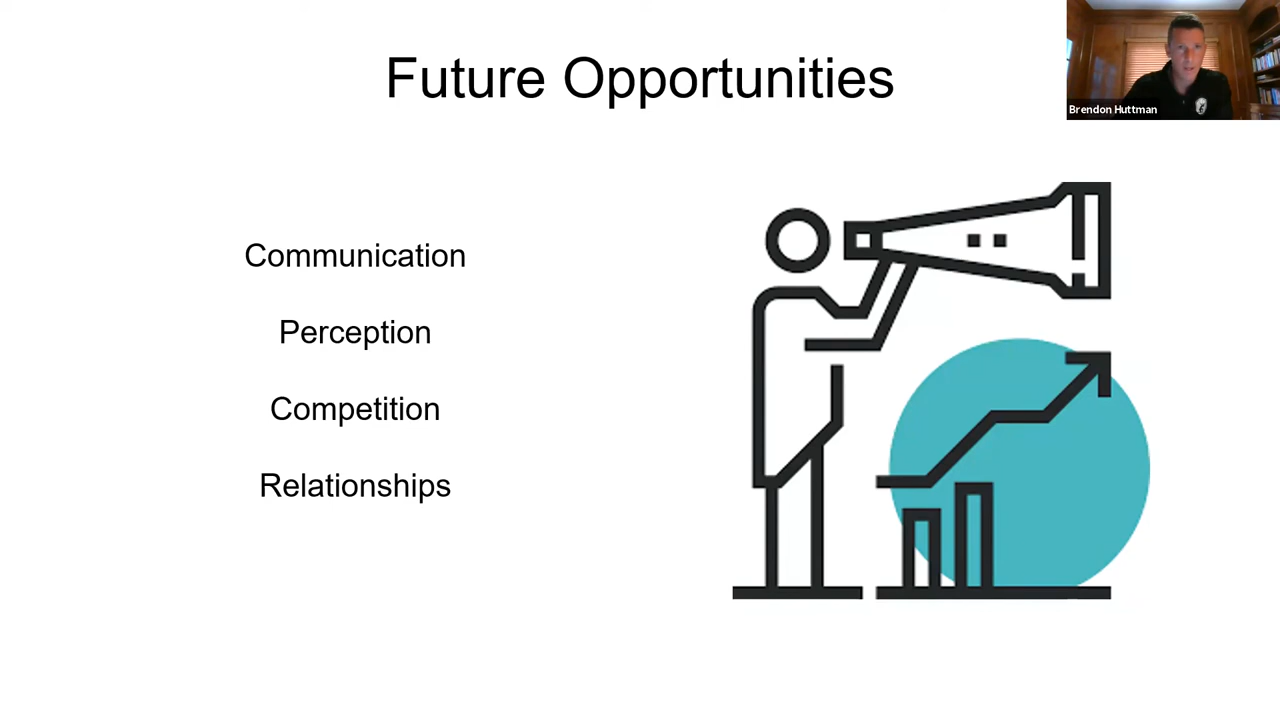 Future Opportunities
Brendon Huttman
Communication
Perception
Competition
Relationships